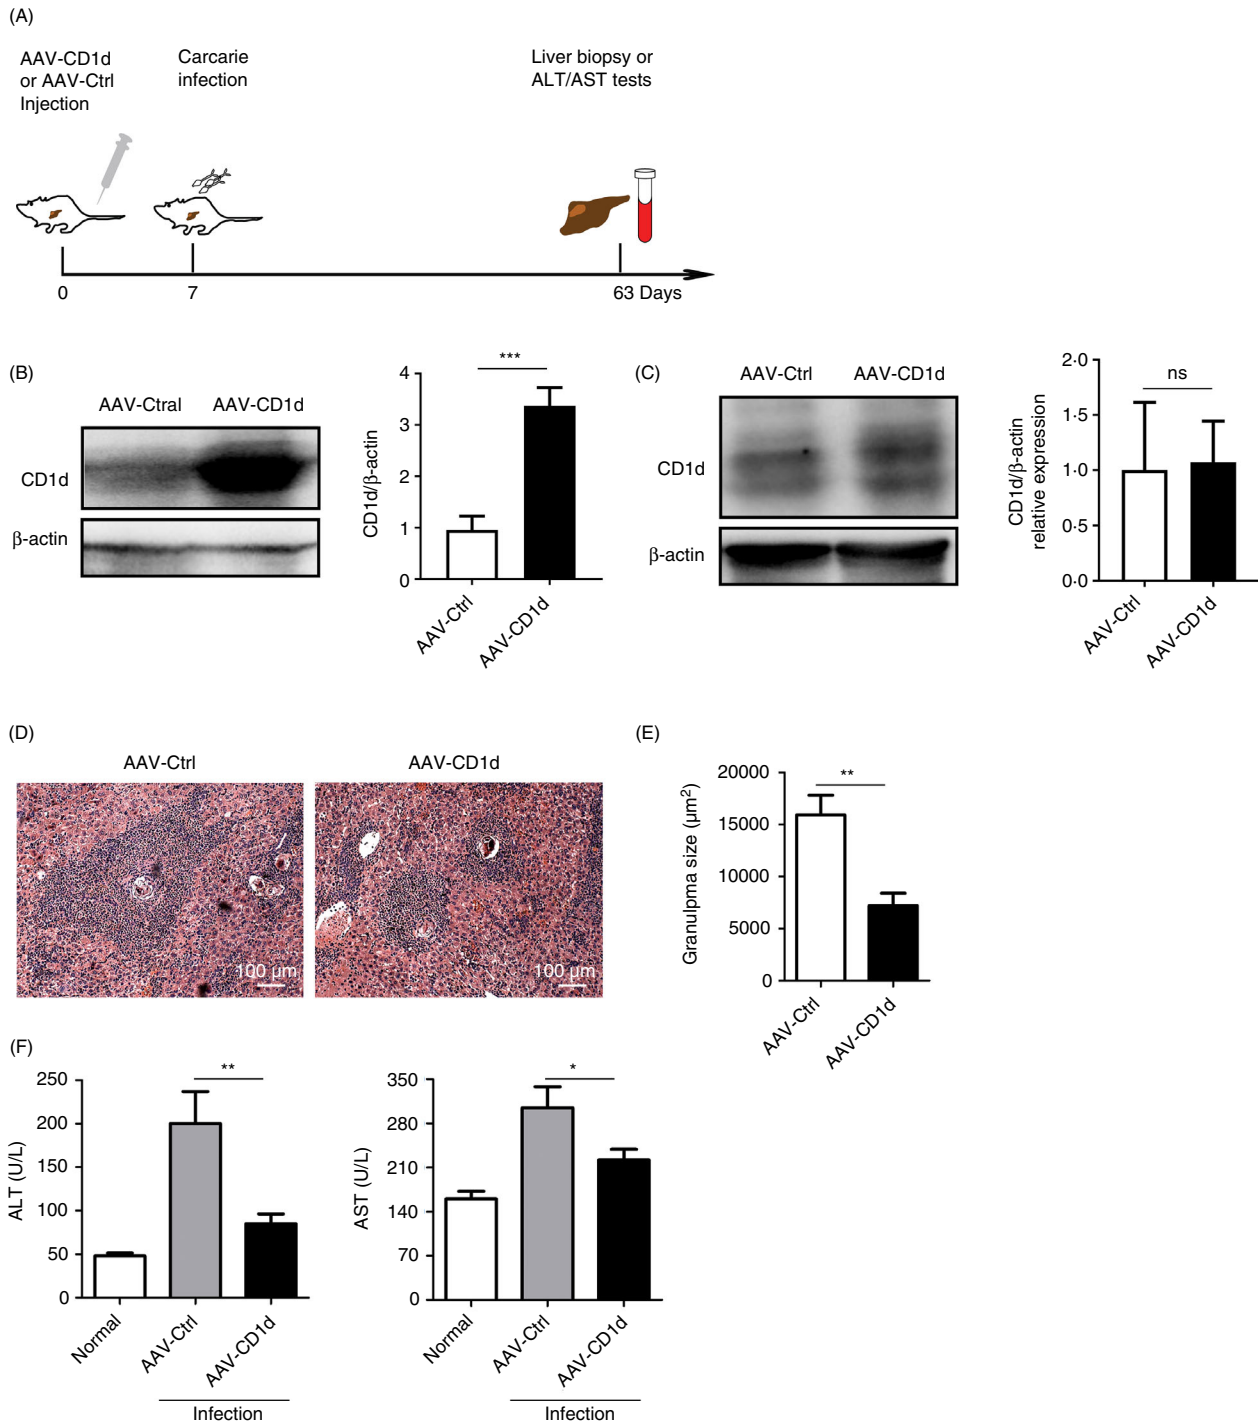 (A)
AAV-CD1d
or AAV-Ctrl
Injection
Carcarie
infection
Liver biopsy or
ALT/AST tests
0
7
63 Days
(B)
AAV-Ctral
AAV-CD1d
CD1d
β-actin
CD1d/β-actin
4
3
2
1
0
***
AAV-Ctrl
AAV-CD1d
(C)
AAV-Ctrl
AAV-CD1d
CD1d
β-actin
CD1d/β-actin
relative expression
2·0
1·5
1·0
0·5
0·0
ns
AAV-Ctrl
AAV-CD1d
(D)
AAV-Ctrl
AAV-CD1d
100 µm
100 µm
(E)
Granulpma size (µm²)
20000
15000
10000
5000
0
**
AAV-Ctrl
AAV-CD1d
(F)
ALT (U/L)
250
200
150
100
50
0
**
Normal
AAV-Ctrl
AAV-CD1d
Infection
AST (U/L)
350
280
210
140
70
0
*
Normal
AAV-Ctrl
AAV-CD1d
Infection